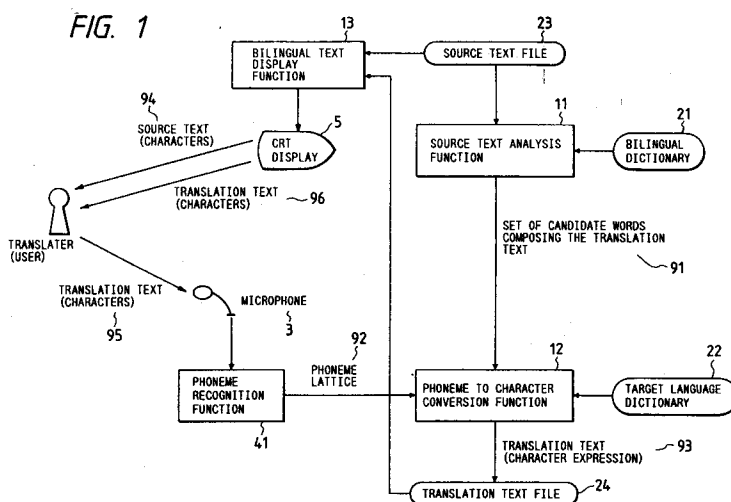 FIG. 1
13
BILINGUAL TEXT
DISPLAY
FUNCTION
23
SOURCE TEXT FILE
94
SOURCE TEXT
(CHARACTERS)
5
CRT
DISPLAY
11
SOURCE TEXT ANALYSIS
FUNCTION
21
BILINGUAL
DICTIONARY
TRANSLATION TEXT
(CHARACTERS)
96
TRANSLATER
(USER)
SET OF CANDIDATE WORDS
COMPOSING THE TRANSLATION
TEXT
91
TRANSLATION TEXT
(CHARACTERS)
95
MICROPHONE
3
92
PHONEME
LATTICE
PHONEME
RECOGNITION
FUNCTION
41
12
PHONEME TO CHARACTER
CONVERSION FUNCTION
22
TARGET LANGUAGE
DICTIONARY
TRANSLATION TEXT
(CHARACTER EXPRESSION)
93
24
TRANSLATION TEXT FILE